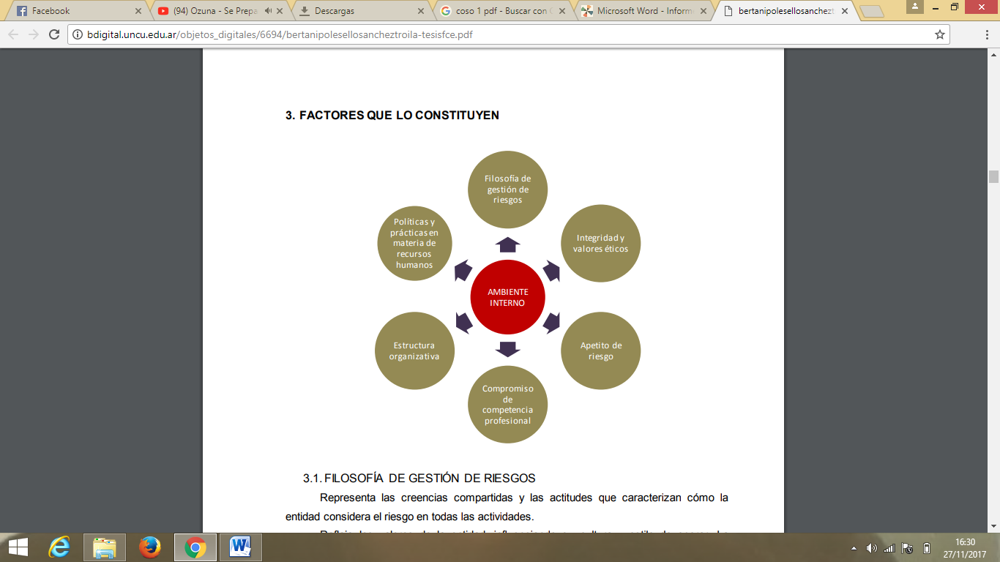 Facebook
(94) Ozuna - Se Prepa
Descargas
coso 1 pdf - Buscar con
Microsoft Word - Inform
bertanipolesellosanchezt
bdigital.uncu.edu.ar/objetos_digitales/6694/bertanipolesellosancheztroila-tesisfce.pdf
3. FACTORES QUE LO CONSTITUYEN
Filosofía de
gestión de
riesgos
Políticas y
prácticas en
materia de
recursos
humanos
Integridad y
valores éticos
AMBIENTE
INTERNO
Estructura
organizativa
Apetito de
riesgo
Compromiso
de
competencia
profesional
3.1. FILOSOFÍA DE GESTIÓN DE RIESGOS
Representa las creencias compartidas y las actitudes que caracterizan cómo la
entidad considera el riesgo en todas las actividades.
16:30
27/11/2017